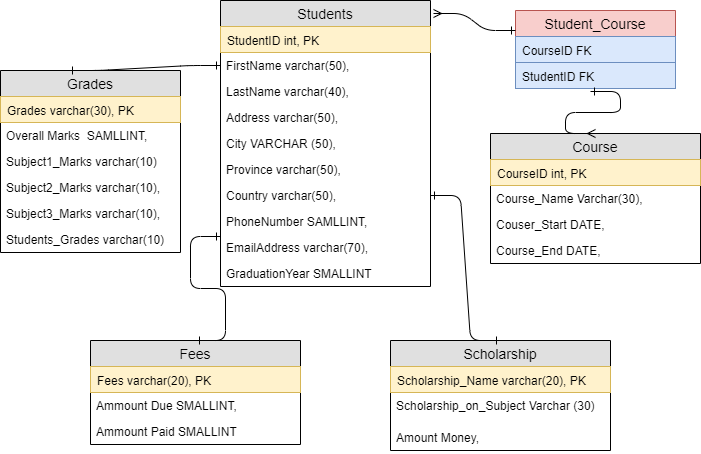 Students
StudentID int, PK
FirstName varchar(50),
LastName varchar(40),
Address varchar(50),
City VARCHAR (50),
Province varchar(50),
Country varchar(50),
PhoneNumber SAMLLINT,
EmailAddress varchar(70),
GraduationYear SMALLINT
Student_Course
CourseID FK
StudentID FK
Grades
Grades varchar(30), PK
Overall Marks  SAMLLINT,
Subject1_Marks varchar(10)
Subject2_Marks varchar(10),
Subject3_Marks varchar(10),
Students_Grades varchar(10)
Course
CourseID int, PK
Course_Name Varchar(30),
Couser_Start DATE,
Course_End DATE,
Fees
Fees varchar(20), PK
Ammount Due SMALLINT,
Ammount Paid SMALLINT
Scholarship
Scholarship_Name varchar(20), PK
Scholarship_on_Subject Varchar (30)
Amount Money,